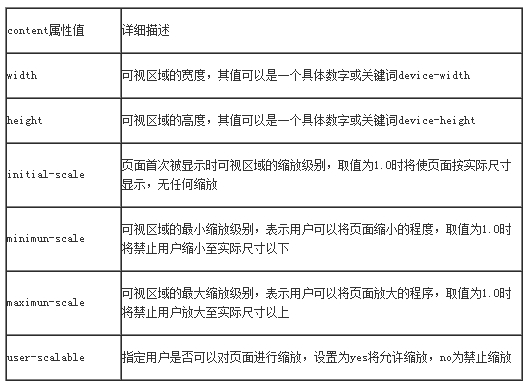 content属性值 详细描述
width 可视区域的宽度，其值可以是一个具体数字或关键词device-width
height 可视区域的高度，其值可以是一个具体数字或关键词device-height
initial-scale 页面首次被显示时可视区域的缩放级别，取值为1.0时将使页面按实际尺寸
显示，无任何缩放
minimun-scale 可视区域的最小缩放级别，表示用户可以将页面缩小的程度，取值为1.0时
将禁止用户缩小至实际尺寸以下
maximun-scale 可视区域的最大缩放级别，表示用户可以将页面放大的程序，取值为1.0时
将禁止用户放大至实际尺寸以上
user-scalable 指定用户是否可以对页面进行缩放，设置为yes将允许缩放，no为禁止缩放